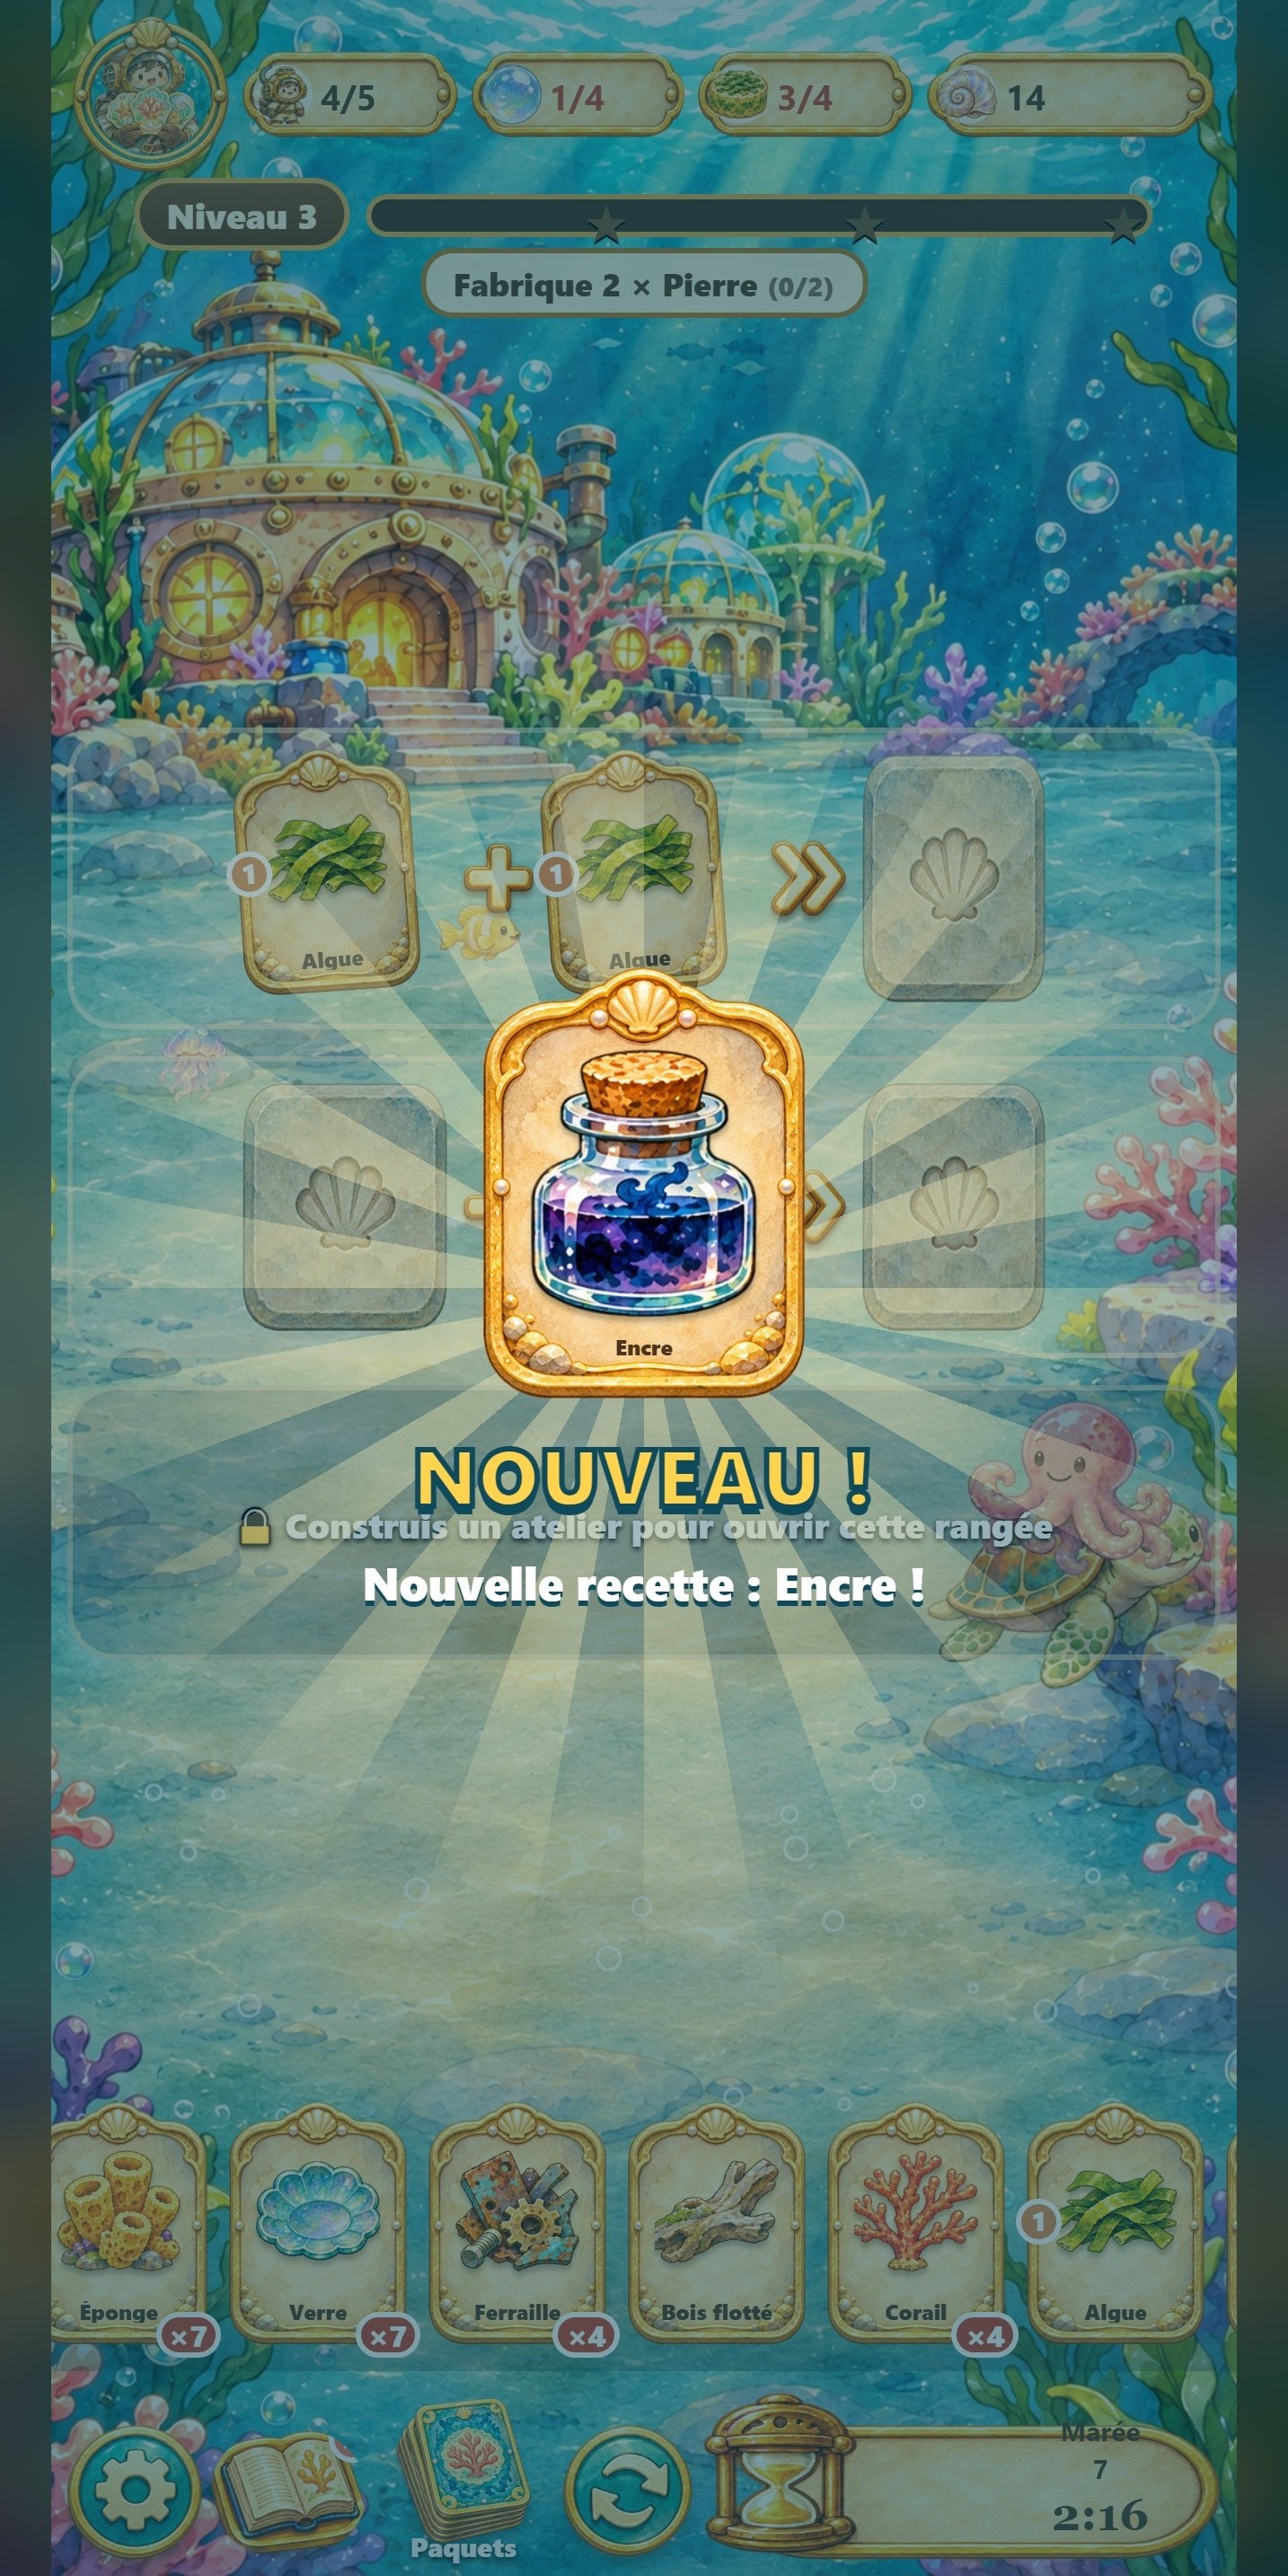 4/5
1/4
3/4
14
Niveau 3
Fabrique 2 × Pierre (0/2)
1
Algue
1
Algue
Encre
NOUVEAU !
Construis un atelier pour ouvrir cette rangée
Nouvelle recette : Encre !
Éponge
×7
Verre
×7
Ferraille
×4
Bois flotté
Corail
×4
1
Algue
Paquets
Marée
7
2:16